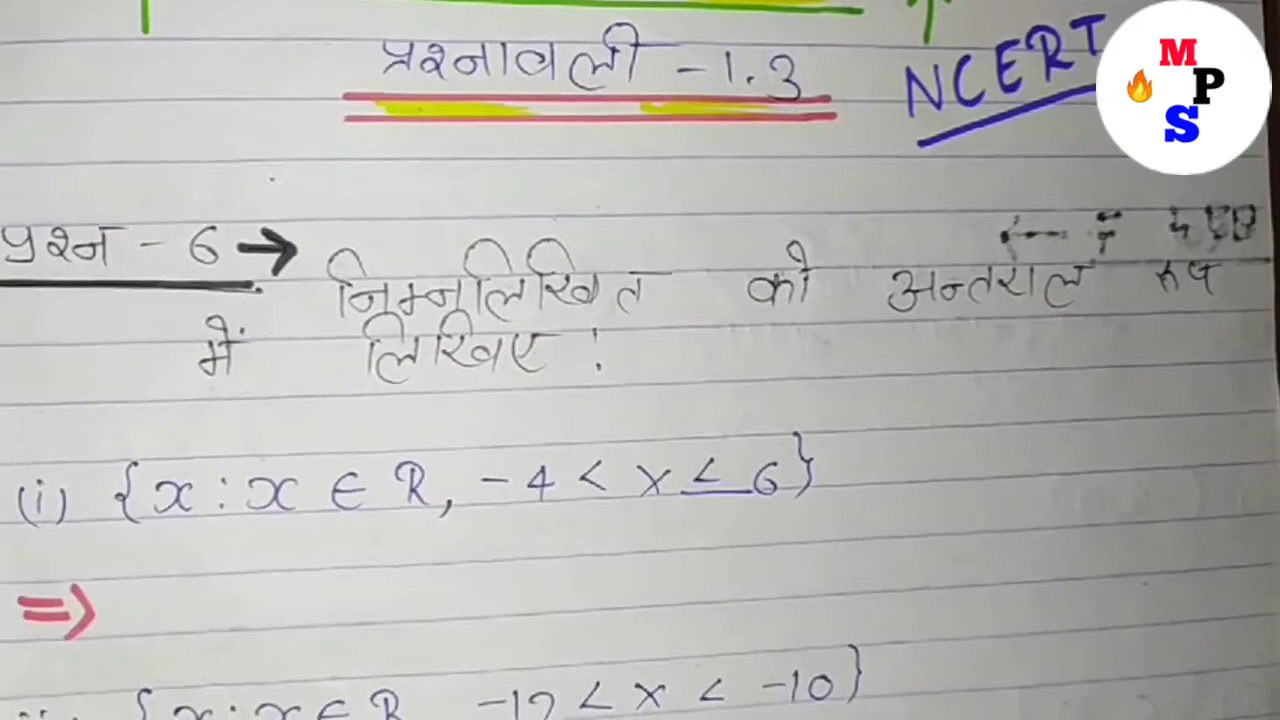 प्रश्नावली - 1.3
NCERT
M
P
S
प्रश्न - 6 → निम्नलिखित को अन्तराल रूप
में लिखिए :
(i) {x : x ∈ R, -4 < x ≤ 6}
⇒
{x : x ∈ R -12 < x < -10}